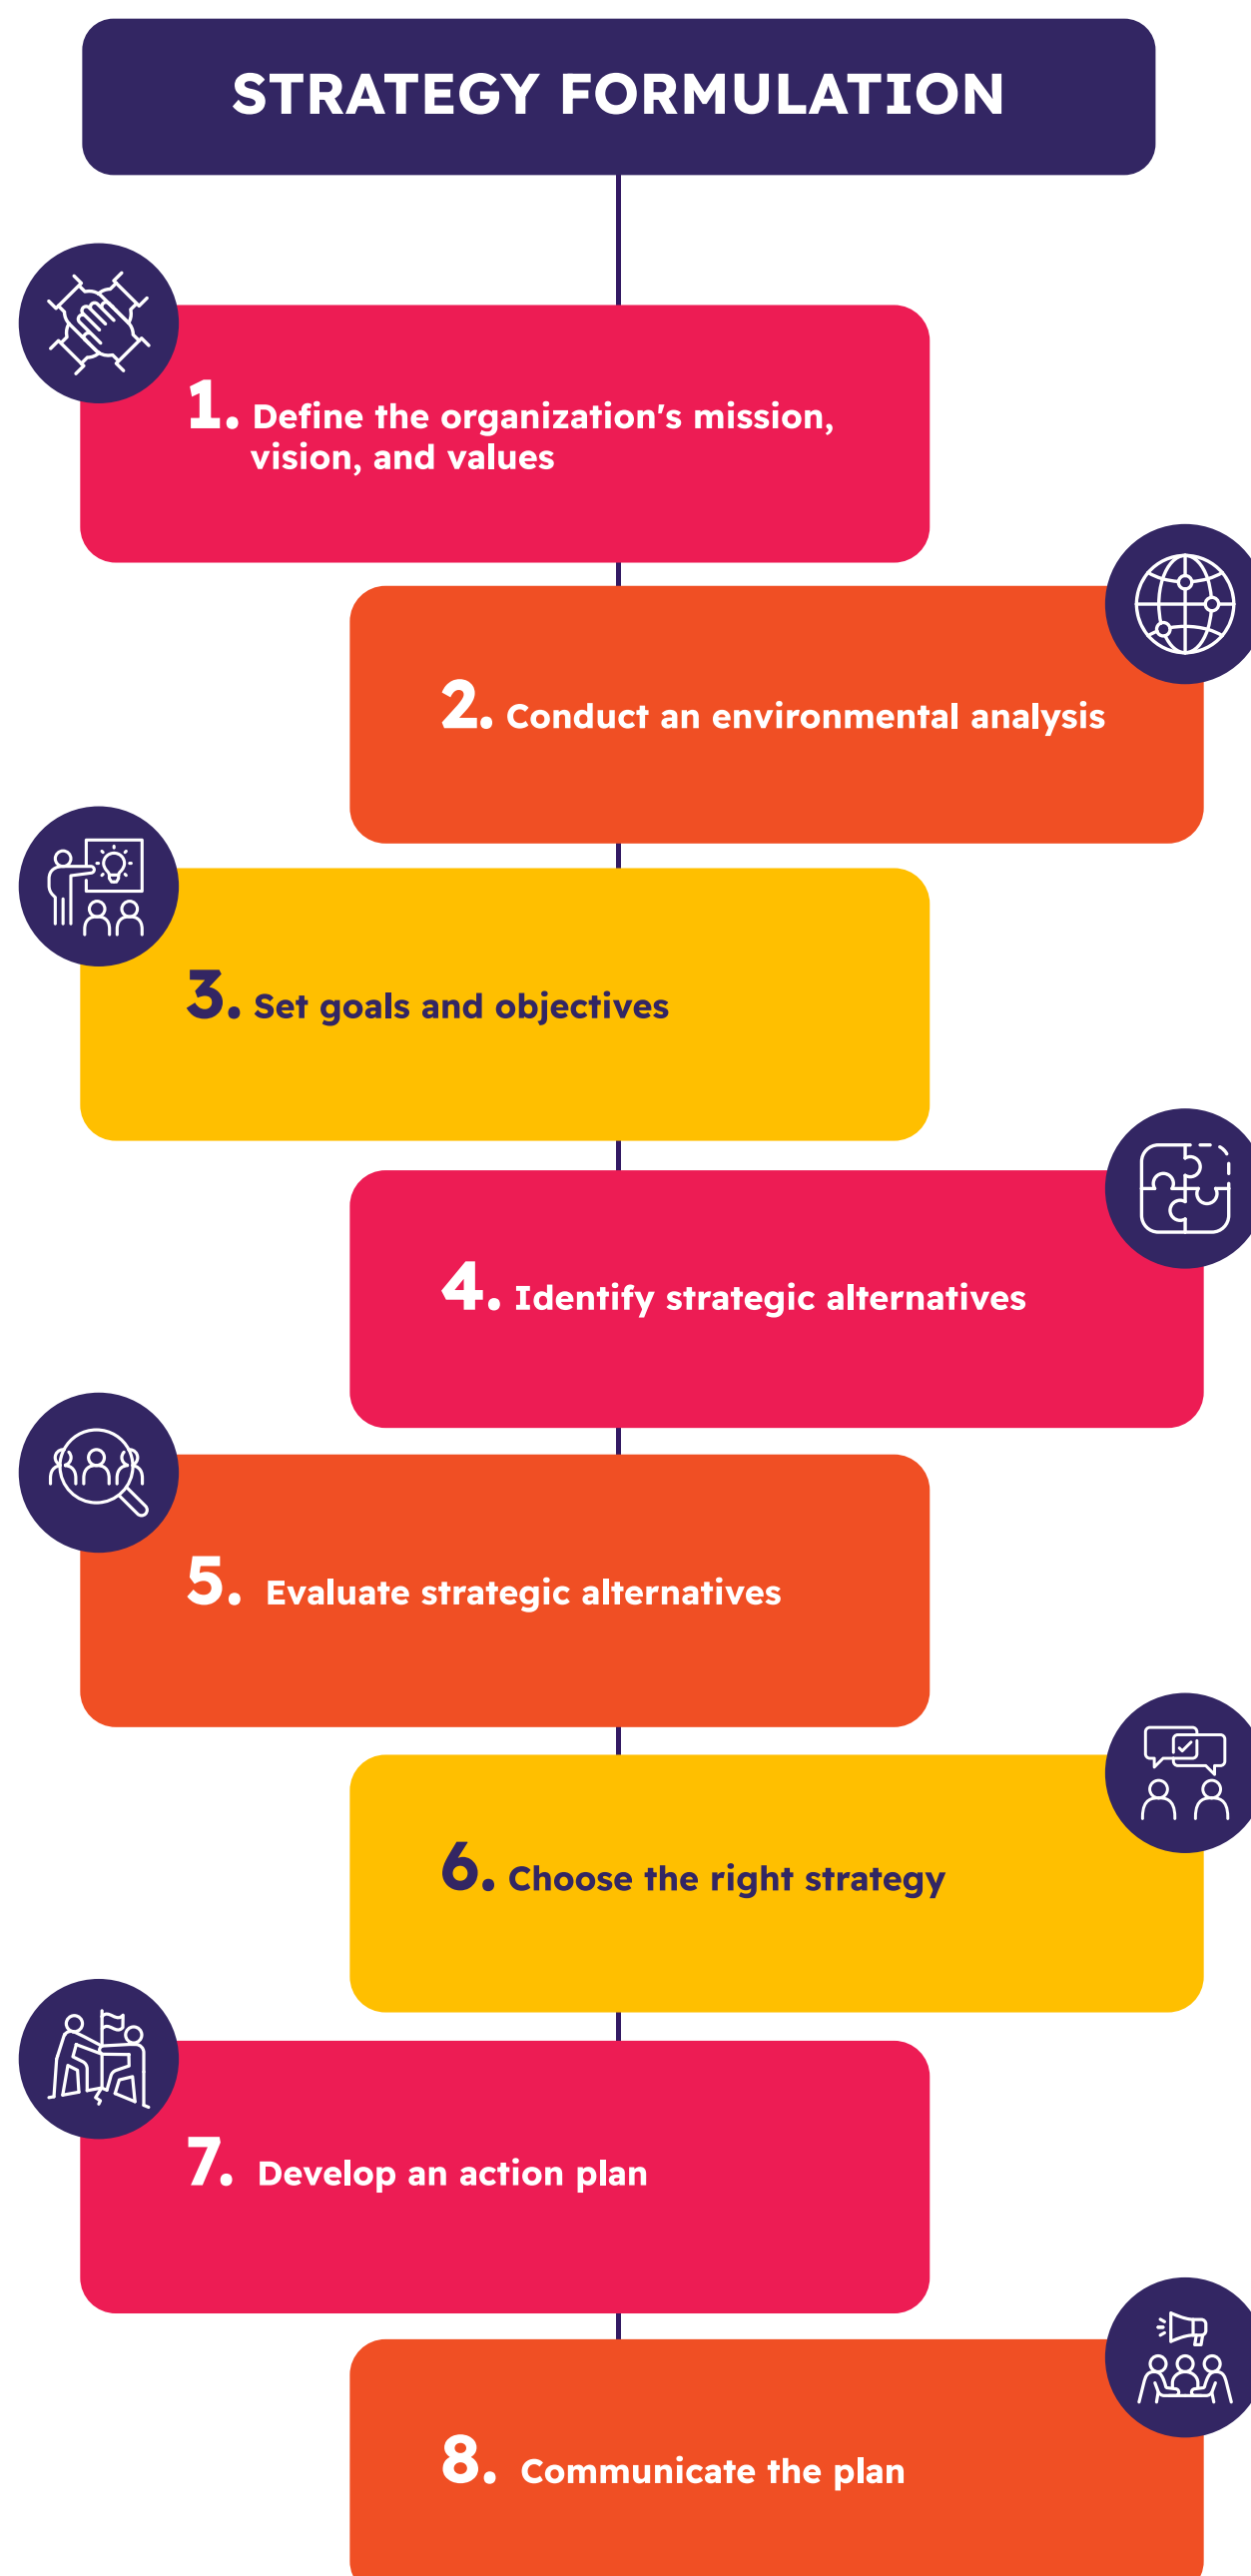 STRATEGY FORMULATION
1. Define the organization's mission,
vision, and values
2. Conduct an environmental analysis
3. Set goals and objectives
4. Identify strategic alternatives
5. Evaluate strategic alternatives
6. Choose the right strategy
7. Develop an action plan
8. Communicate the plan